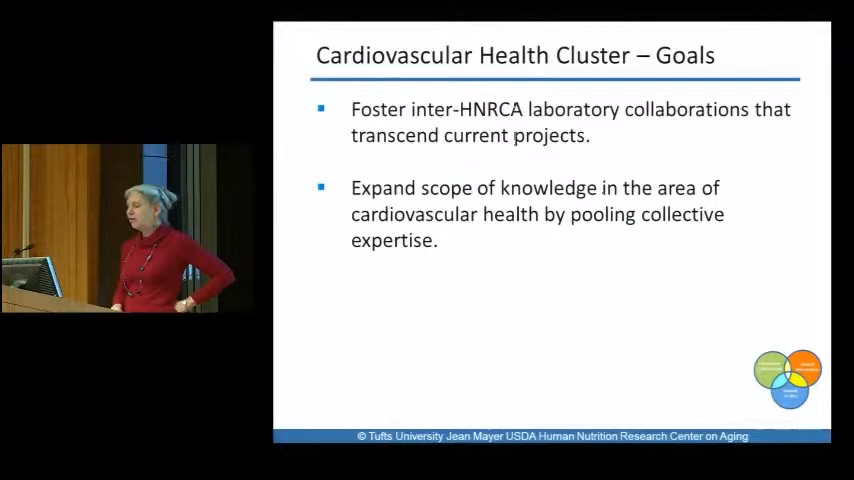 Cardiovascular Health Cluster – Goals
Foster inter-HNRCA laboratory collaborations that
transcend current projects.
Expand scope of knowledge in the area of
cardiovascular health by pooling collective
expertise.
© Tufts University Jean Mayer USDA Human Nutrition Research Center on Aging